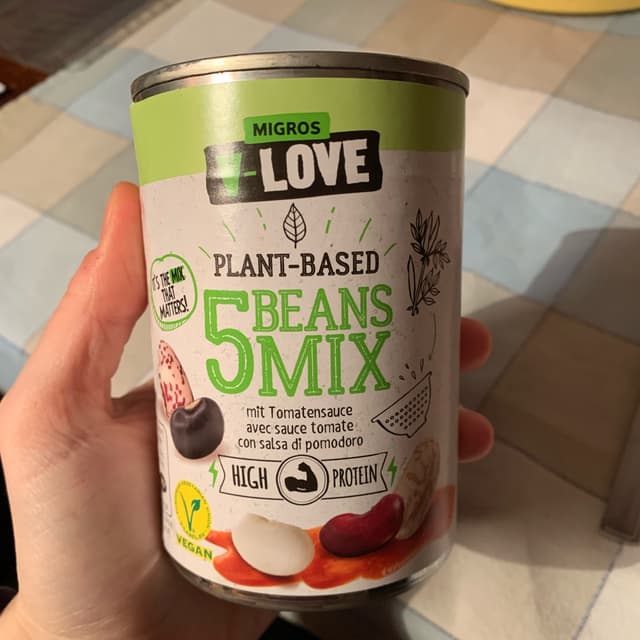 MIGROS
V-LOVE
PLANT-BASED
IT'S THE MIX
THAT
MATTERS!
5 BEANS
MIX
mit Tomatensauce
avec sauce tomate
con salsa di pomodoro
HIGH PROTEIN
VEGAN